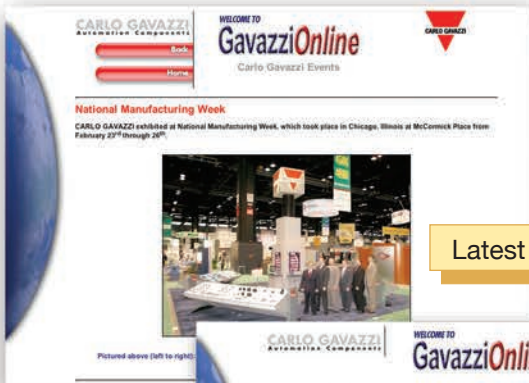 CARLO GAVAZZI
Automation Components
Back
Home
WELCOME TO
GavazziOnline
Carlo Gavazzi Events
CARLO GAVAZZI
National Manufacturing Week
CARLO GAVAZZI exhibited at National Manufacturing Week, which took place in Chicago, Illinois at McCormick Place from
February 23rd through 26th.
Latest
Pictured above (left to right):
CARLO GAVAZZI
Automation Components
WELCOME TO
GavazziOnli